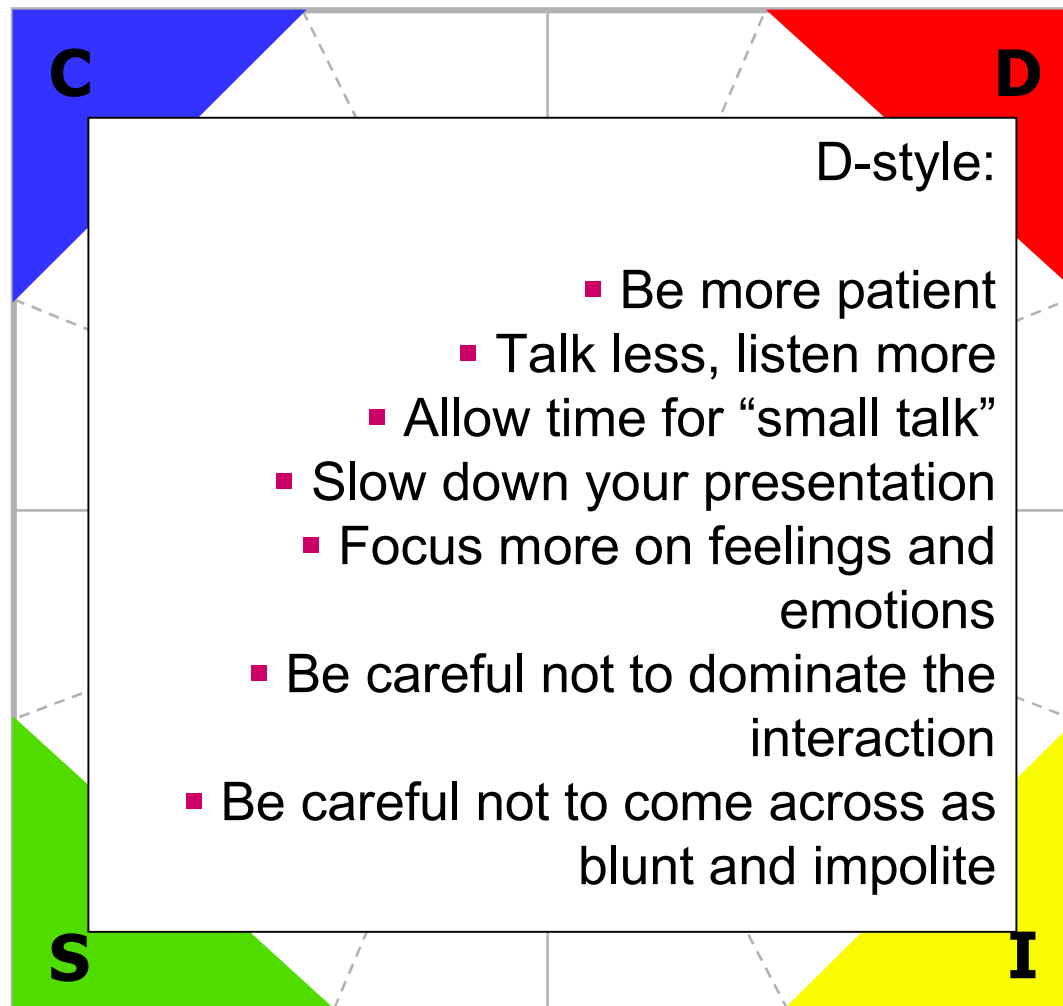 C
D
D-style:
▪ Be more patient
▪ Talk less, listen more
▪ Allow time for “small talk”
▪ Slow down your presentation
▪ Focus more on feelings and
emotions
▪ Be careful not to dominate the
interaction
▪ Be careful not to come across as
blunt and impolite
S
I